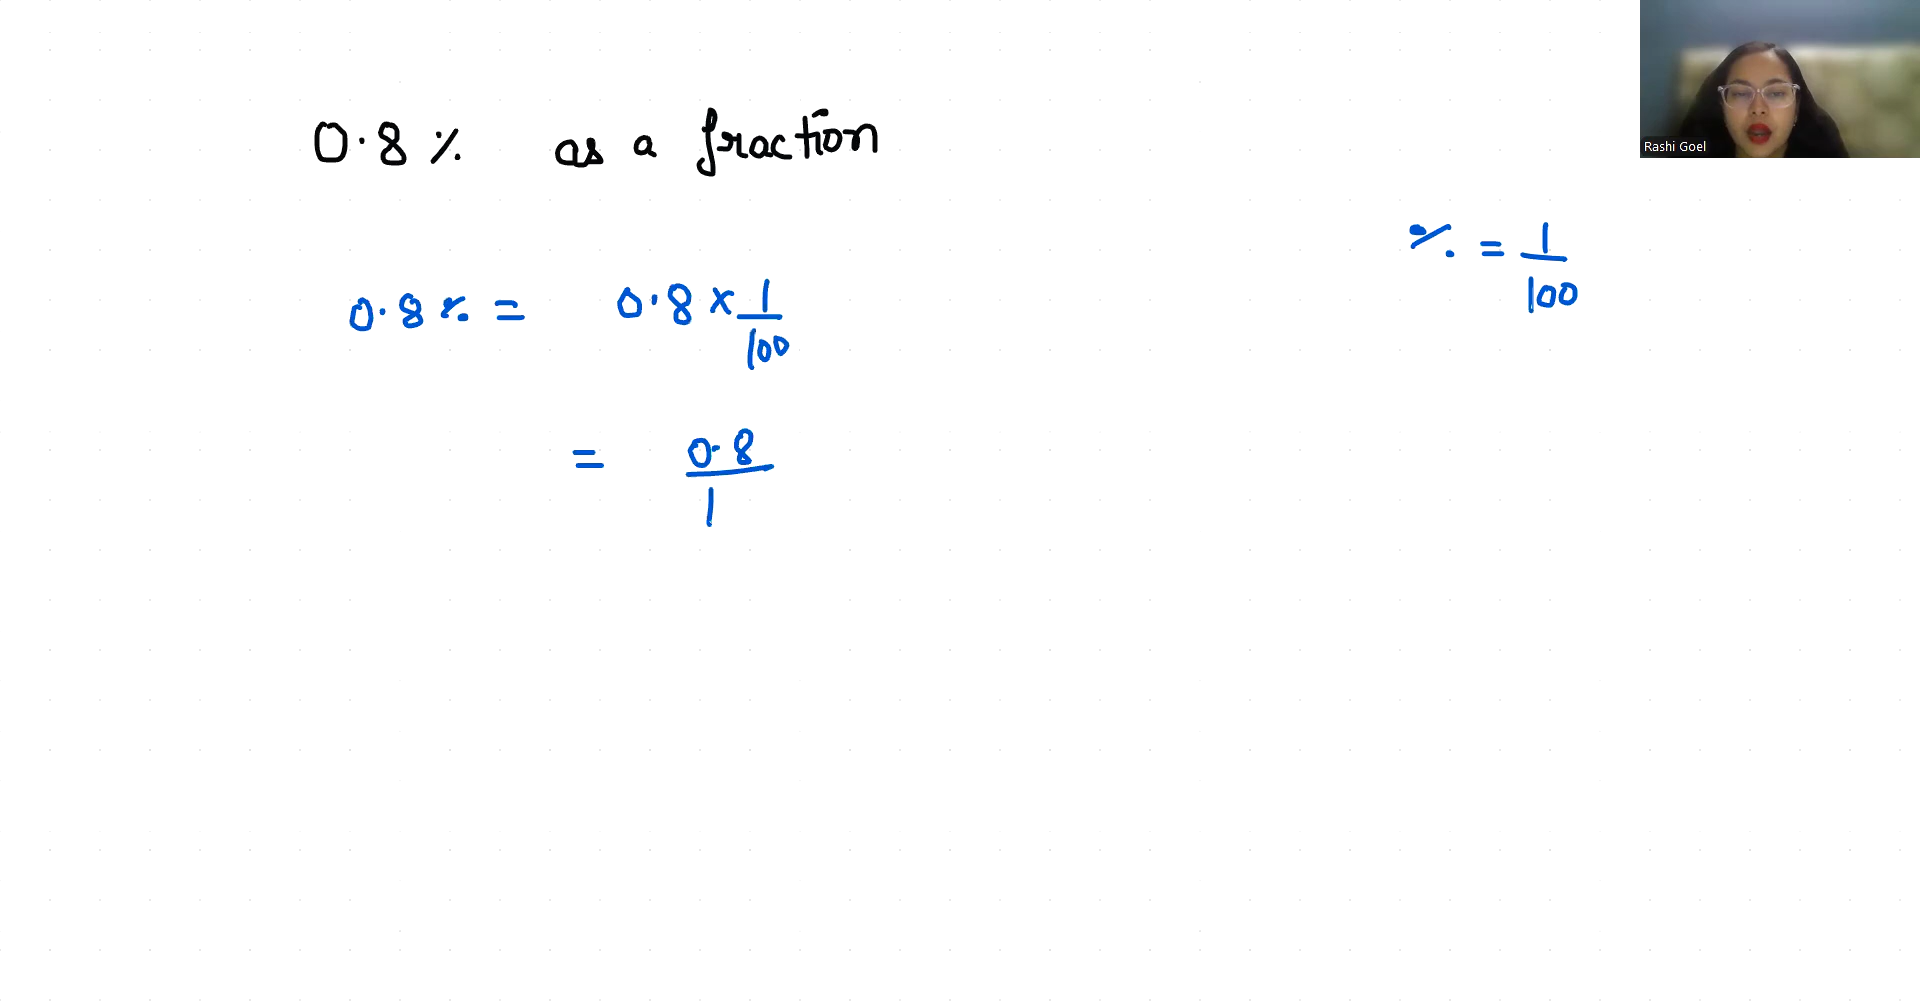 0.8% as a fraction
Rashi Goel
% = 1/100
0.8% = 0.8 × 1/100
= 0.8/1